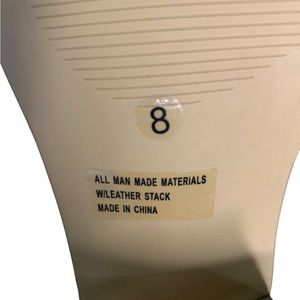 8
ALL MAN MADE MATERIALS
W/LEATHER STACK
MADE IN CHINA